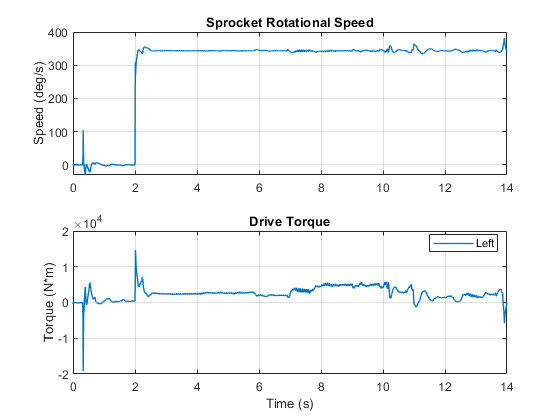 Sprocket Rotational Speed
400
300
200
100
0
Speed (deg/s)
0 2 4 6 8 10 12 14
Drive Torque
×10^4
2
1
0
-1
-2
Torque (N*m)
Left
0 2 4 6 8 10 12 14
Time (s)